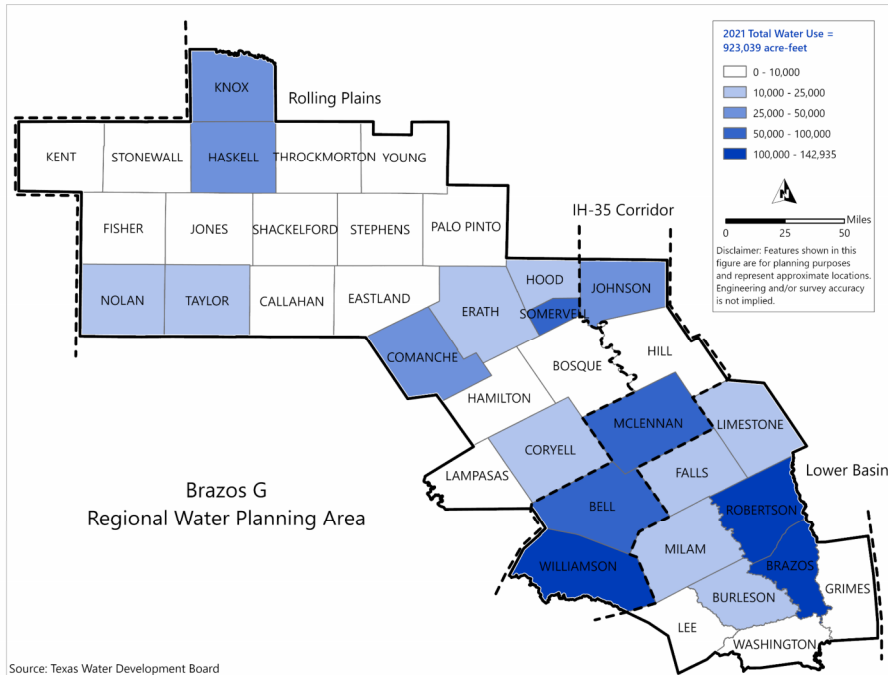 2021 Total Water Use =
923,039 acre-feet
0 - 10,000
10,000 - 25,000
25,000 - 50,000
50,000 - 100,000
100,000 - 142,935
N
Miles
0 25 50
Disclaimer: Features shown in this
figure are for planning purposes
and represent approximate locations.
Engineering and/or survey accuracy
is not implied.
KNOX
Rolling Plains
KENT STONEWALL HASKELL THROCKMORTON YOUNG
FISHER JONES SHACKELFORD STEPHENS PALO PINTO
IH-35 Corridor
NOLAN TAYLOR CALLAHAN EASTLAND
HOOD JOHNSON
ERATH SOMERVELL
COMANCHE BOSQUE HILL
HAMILTON
MCLENNAN LIMESTONE
CORYELL
LAMPASAS FALLS Lower Basin
Brazos G
Regional Water Planning Area
BELL ROBERTSON
MILAM
WILLIAMSON BRAZOS
GRIMES
BURLESON
LEE
WASHINGTON
Source: Texas Water Development Board